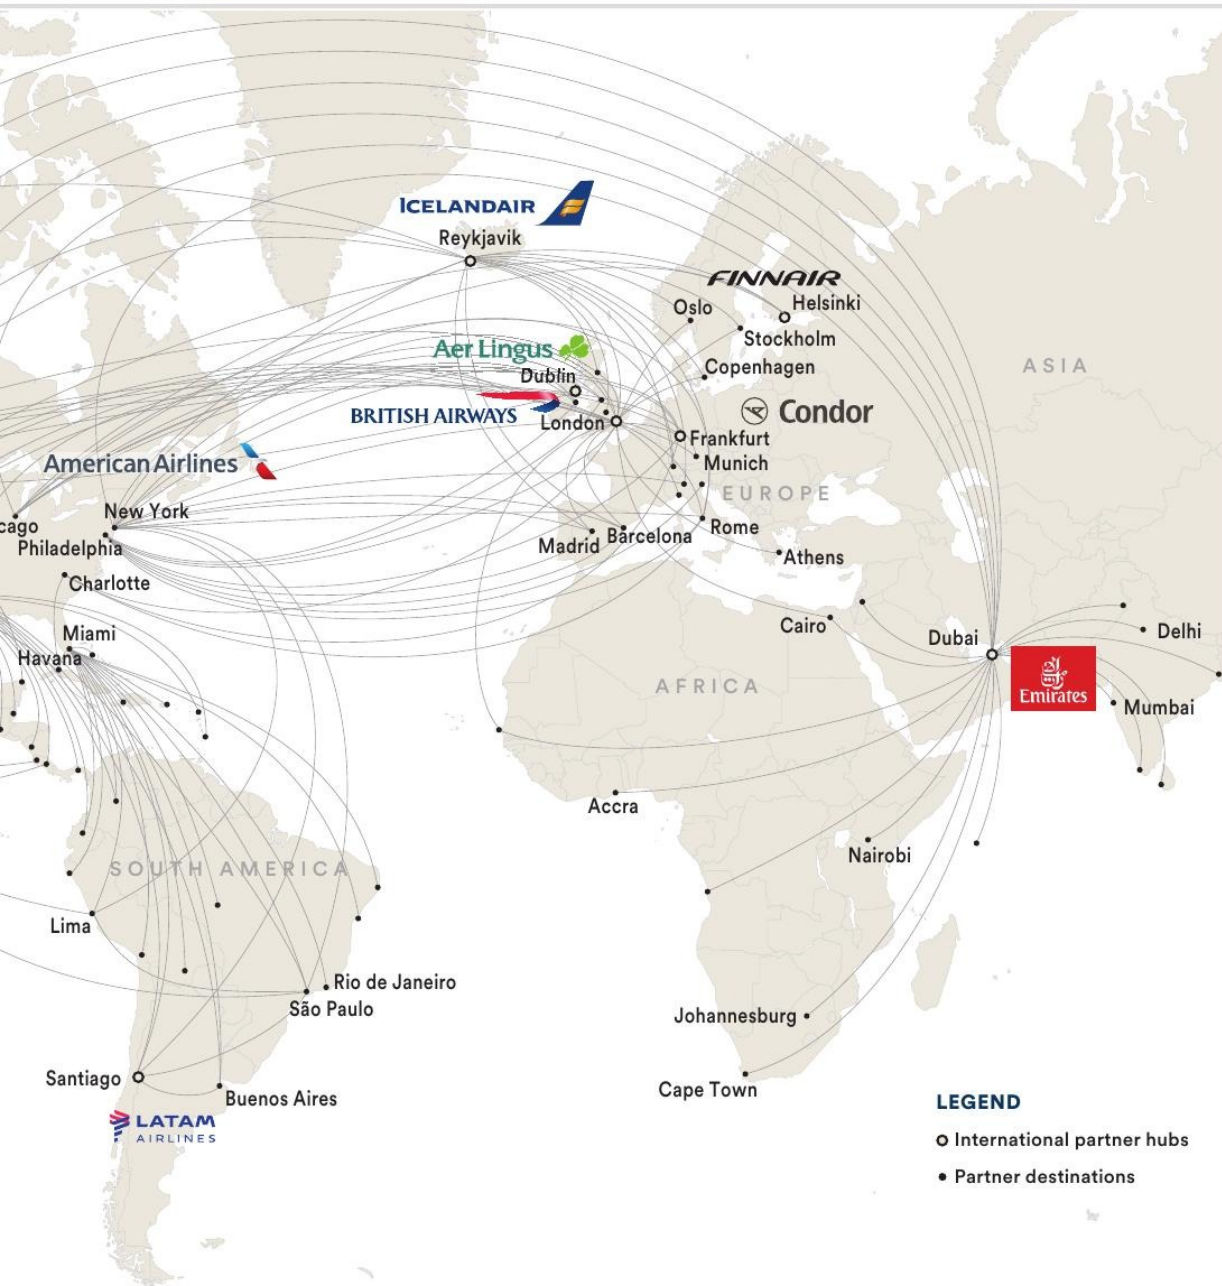 ICELANDAIR
Reykjavik
FINNAIR
Oslo
Helsinki
Stockholm
Aer Lingus
Dublin
Copenhagen
ASIA
BRITISH AIRWAYS
London
Condor
Frankfurt
Munich
American Airlines
EUROPE
New York
cago
Philadelphia
Madrid
Barcelona
Rome
Athens
Charlotte
Cairo
Miami
Havana
Dubai
Delhi
AFRICA
Emirates
Mumbai
Accra
Nairobi
SOUTH AMERICA
Lima
Rio de Janeiro
São Paulo
Johannesburg
Santiago
Buenos Aires
Cape Town
LATAM
AIRLINES
LEGEND
International partner hubs
Partner destinations